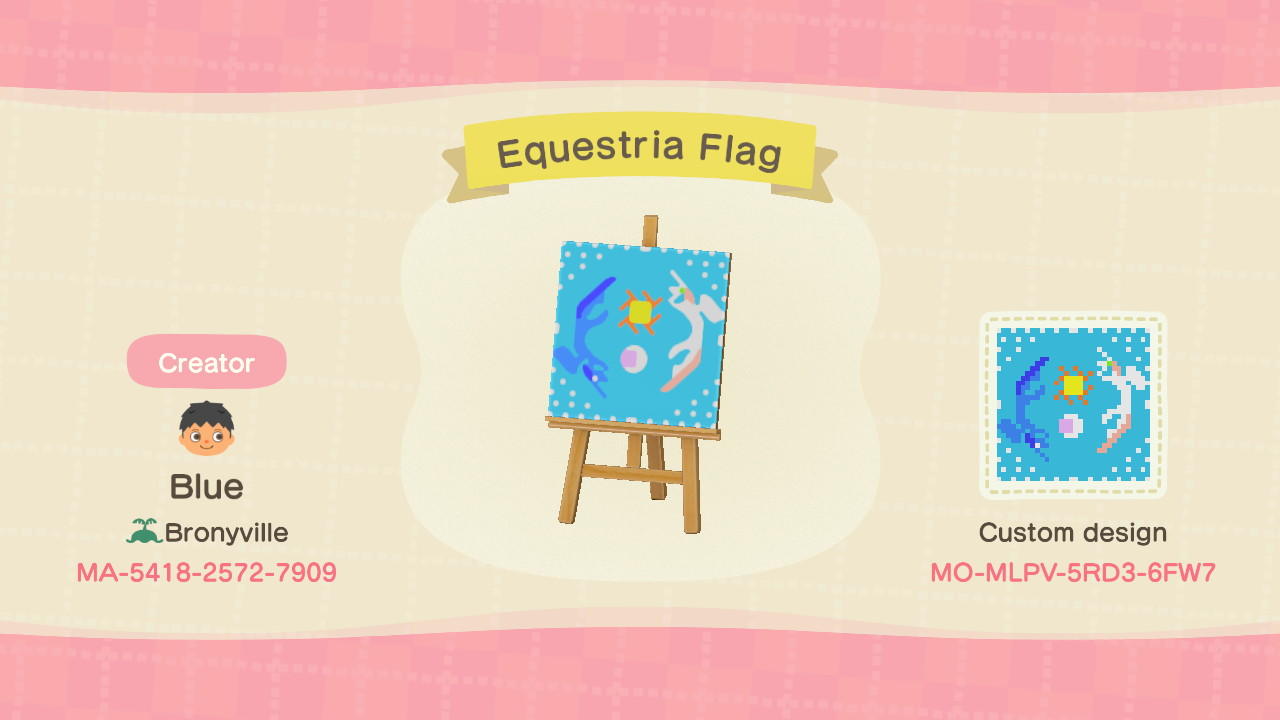 Equestria Flag
Creator
Blue
Bronyville
MA-5418-2572-7909
Custom design
MO-MLPV-5RD3-6FW7